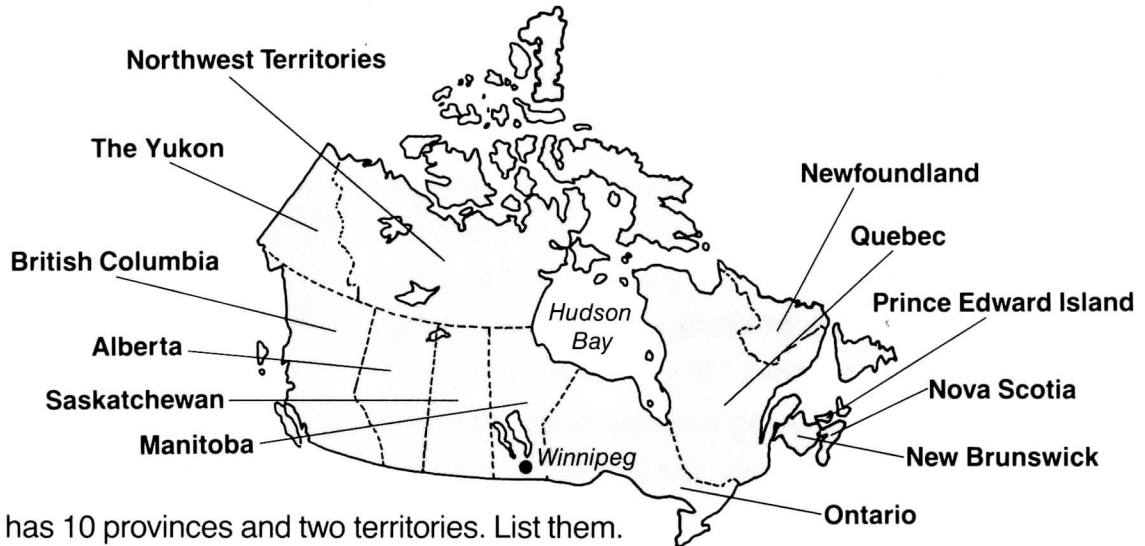 Northwest Territories
The Yukon
Newfoundland
Quebec
British Columbia
Prince Edward Island
Hudson
Bay
Alberta
Nova Scotia
Saskatchewan
Manitoba
Winnipeg
New Brunswick
Ontario
has 10 provinces and two territories. List them.